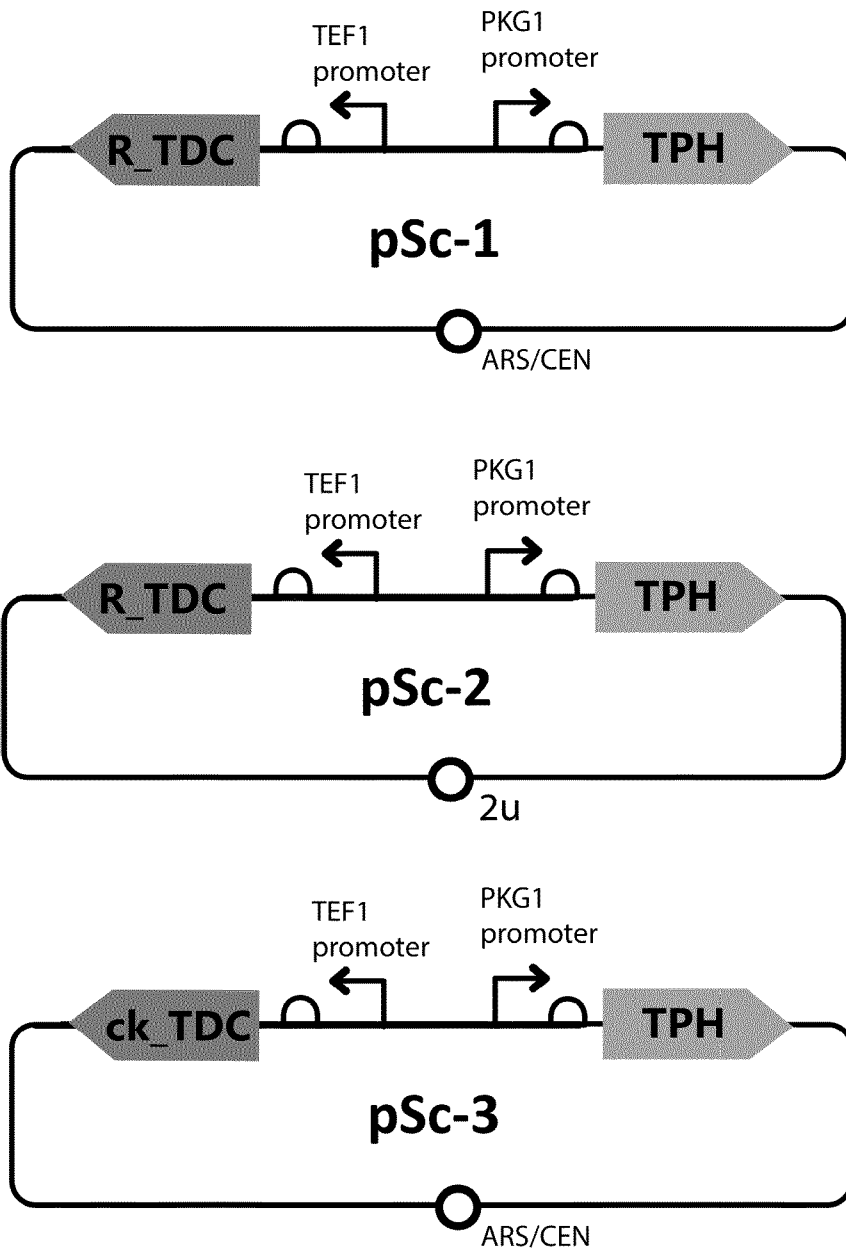 TEF1
promoter
PKG1
promoter
R_TDC
TPH
pSc-1
ARS/CEN
TEF1
promoter
PKG1
promoter
R_TDC
TPH
pSc-2
2u
TEF1
promoter
PKG1
promoter
ck_TDC
TPH
pSc-3
ARS/CEN